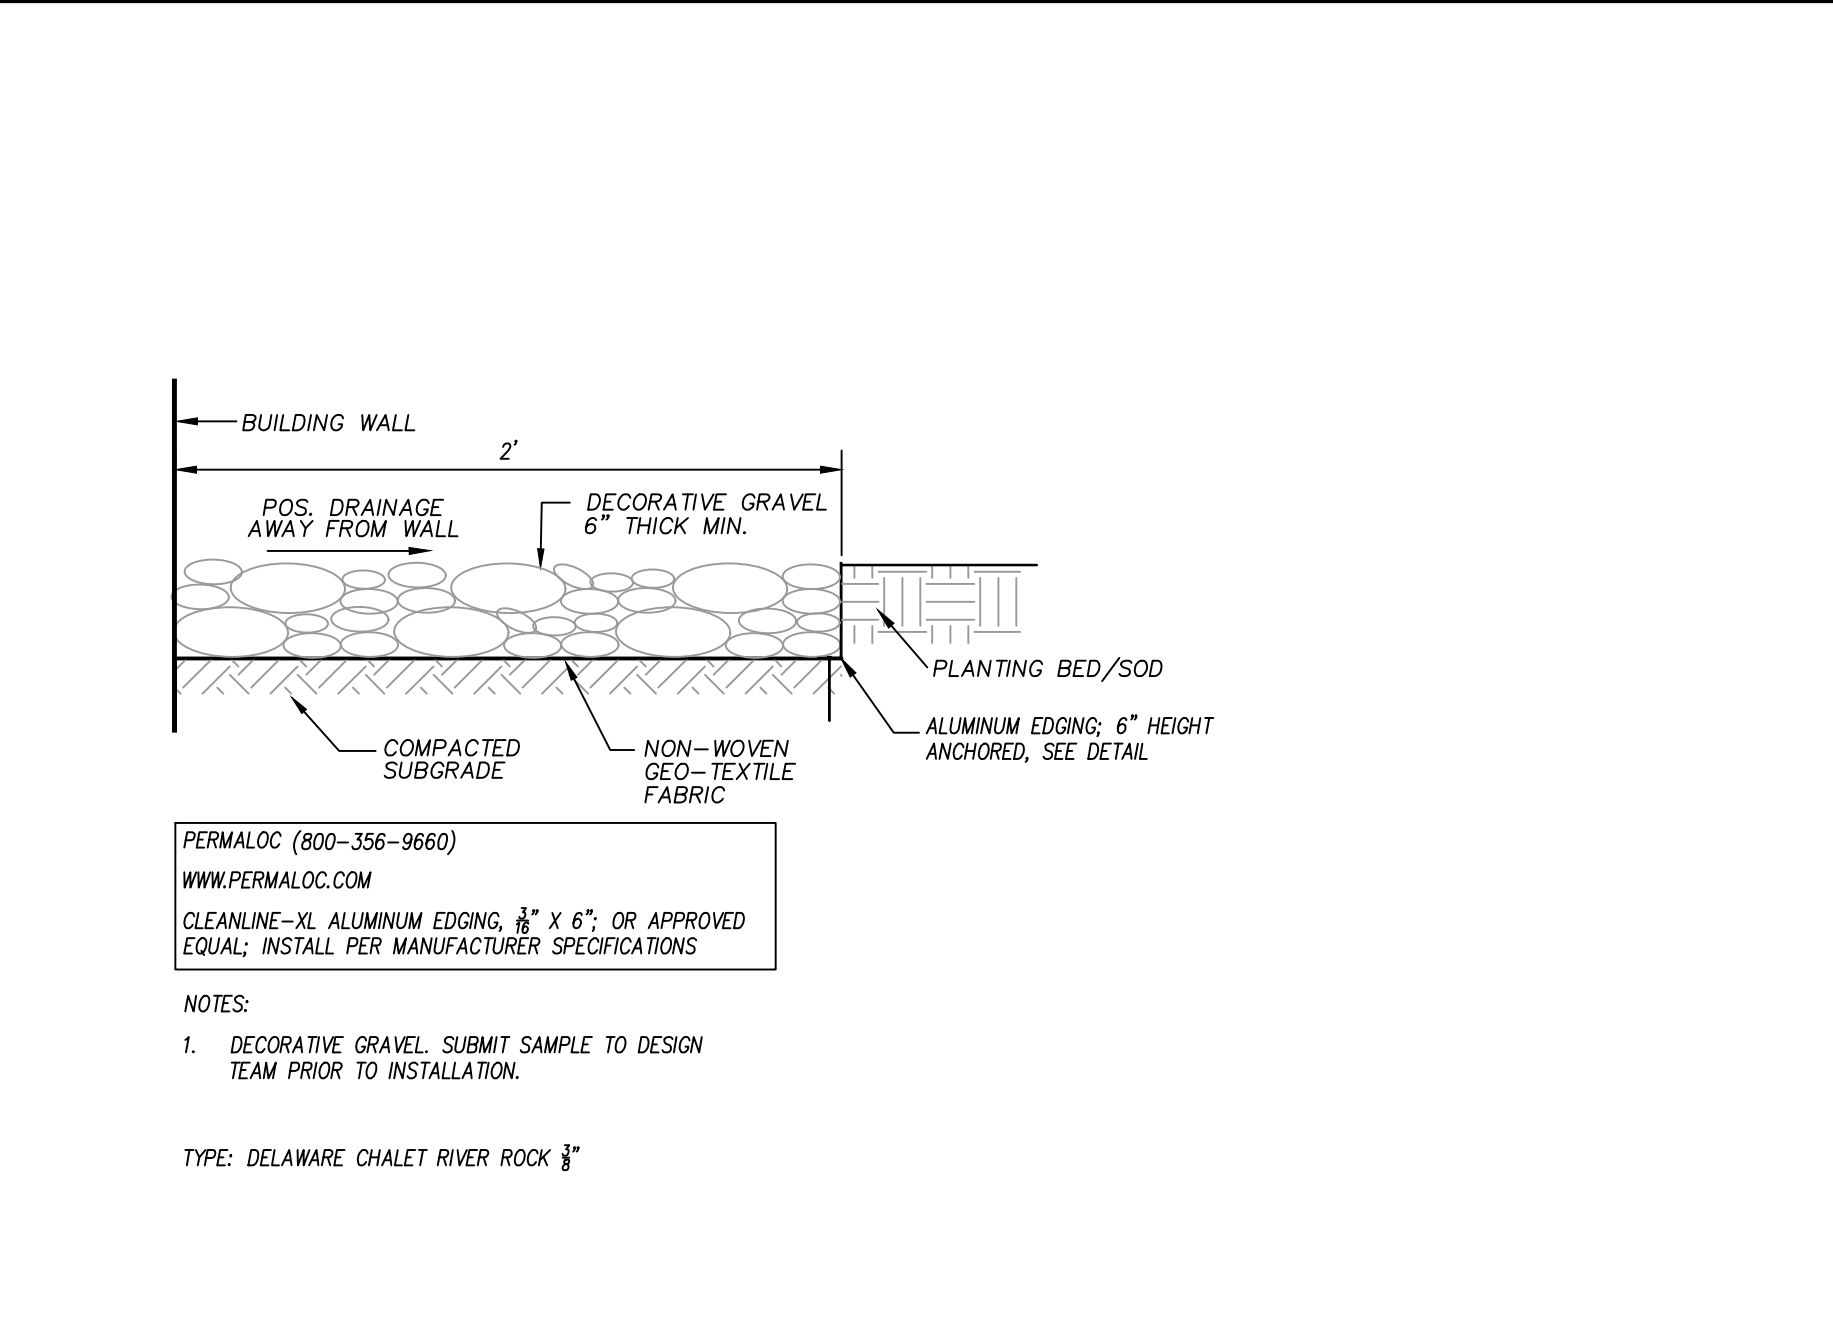 BUILDING WALL
2'
POS. DRAINAGE
AWAY FROM WALL
DECORATIVE GRAVEL
6" THICK MIN.
PLANTING BED/SOD
ALUMINUM EDGING; 6" HEIGHT
ANCHORED, SEE DETAIL
COMPACTED
SUBGRADE
NON-WOVEN
GEO-TEXTILE
FABRIC
PERMALOC (800-356-9660)
WWW.PERMALOC.COM
CLEANLINE-XL ALUMINUM EDGING, 3/16" X 6"; OR APPROVED
EQUAL; INSTALL PER MANUFACTURER SPECIFICATIONS
NOTES:
1. DECORATIVE GRAVEL. SUBMIT SAMPLE TO DESIGN
TEAM PRIOR TO INSTALLATION.
TYPE: DELAWARE CHALET RIVER ROCK 3/8"